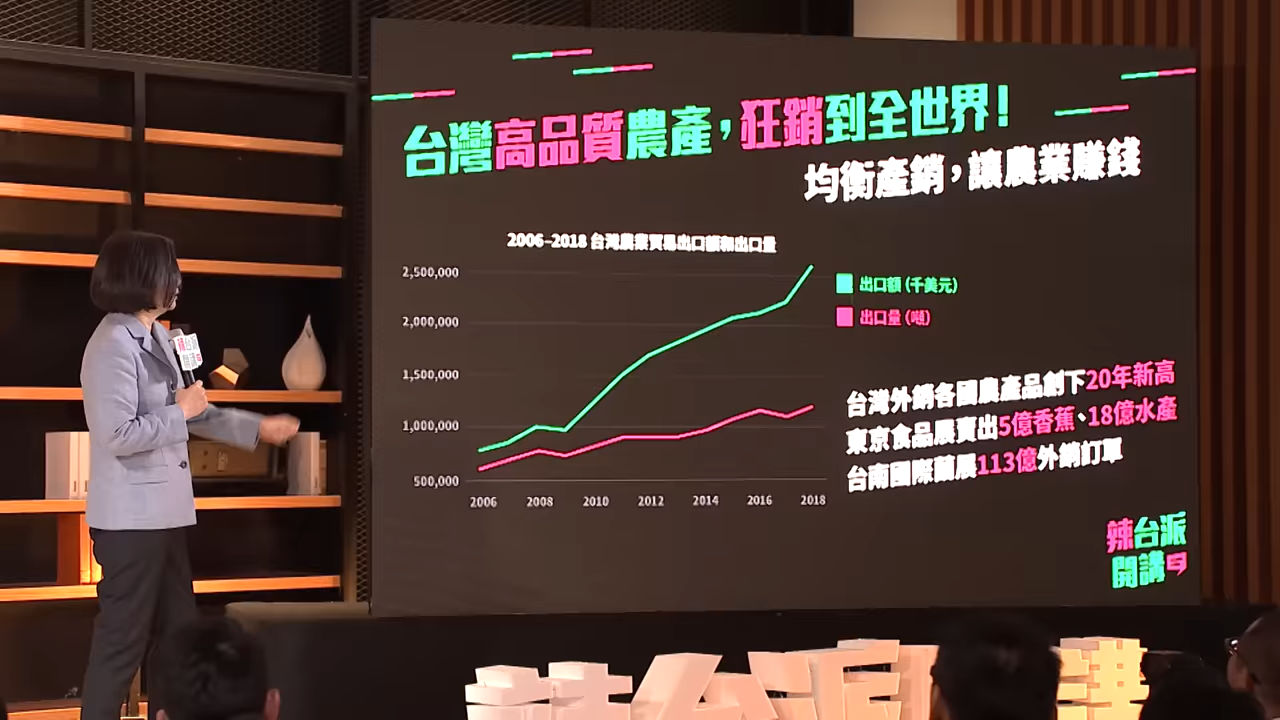 台灣高品質農產，狂銷到全世界！
均衡產銷，讓農業賺錢
2006–2018 台灣農業貿易出口額和出口量
2,500,000
2,000,000
1,500,000
1,000,000
500,000
2006 2008 2010 2012 2014 2016 2018
出口額 (千美元)
出口量 (噸)
台灣外銷各國農產品創下20年新高
東京食品展賣出5億香蕉、18億水產
台南國際蘭展113億外銷訂單
辣台派
開講
辣台派
開講